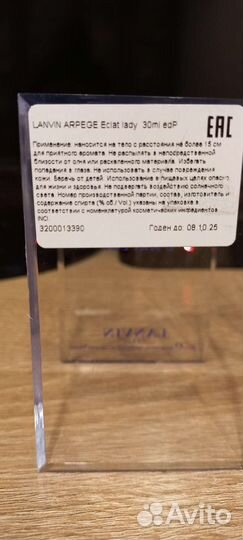 LANVIN ARPEGE Eclat lady 30ml edP
EAC
Применение: наносится на тело с расстояния не более 15 см
для приятного аромата. Не распылять в непосредственной
близости от огня или раскаленного материала. Избегать
попадания в глаза. Не использовать в случае повреждения
кожи. Беречь от детей. Использование в пищевых целях опасно
для жизни и здоровья. Не подвергать воздействию солнечного
света. Номер производственной партии, состав, изготовитель и
содержание спирта (% об./ Vol.) указаны на упаковке в
соответствии с номенклатурой косметических ингредиентов
INCI.
3200013390
Годен до: 08.10.25
LANVIN
Avito